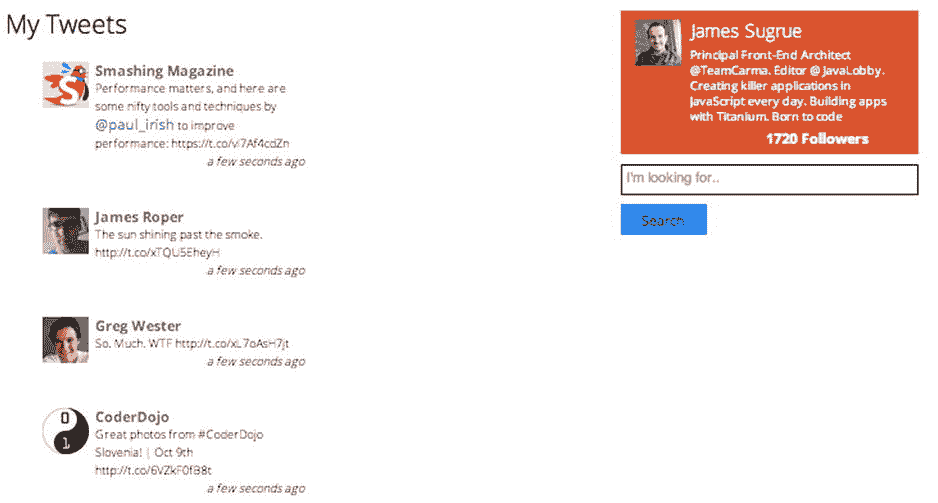 My Tweets
Smashing Magazine
Performance matters, and here are
some nifty tools and techniques by
@paul_irish to improve
performance: https://t.co/vi7Af4cdZn
a few seconds ago
James Roper
The sun shining past the smoke.
http://t.co/xTQU5EheyH
a few seconds ago
Greg Wester
So. Much. WTF http://t.co/xL7oAsH7jt
a few seconds ago
CoderDojo
Great photos from #CoderDojo
Slovenia! | Oct 9th
http://t.co/6VZkF0fB8t
a few seconds ago
James Sugrue
Principal Front-End Architect
@TeamCarma. Editor @ JavaLobby.
Creating killer applications in
JavaScript every day. Building apps
with Titanium. Born to code
1720 Followers
I'm looking for..
Search